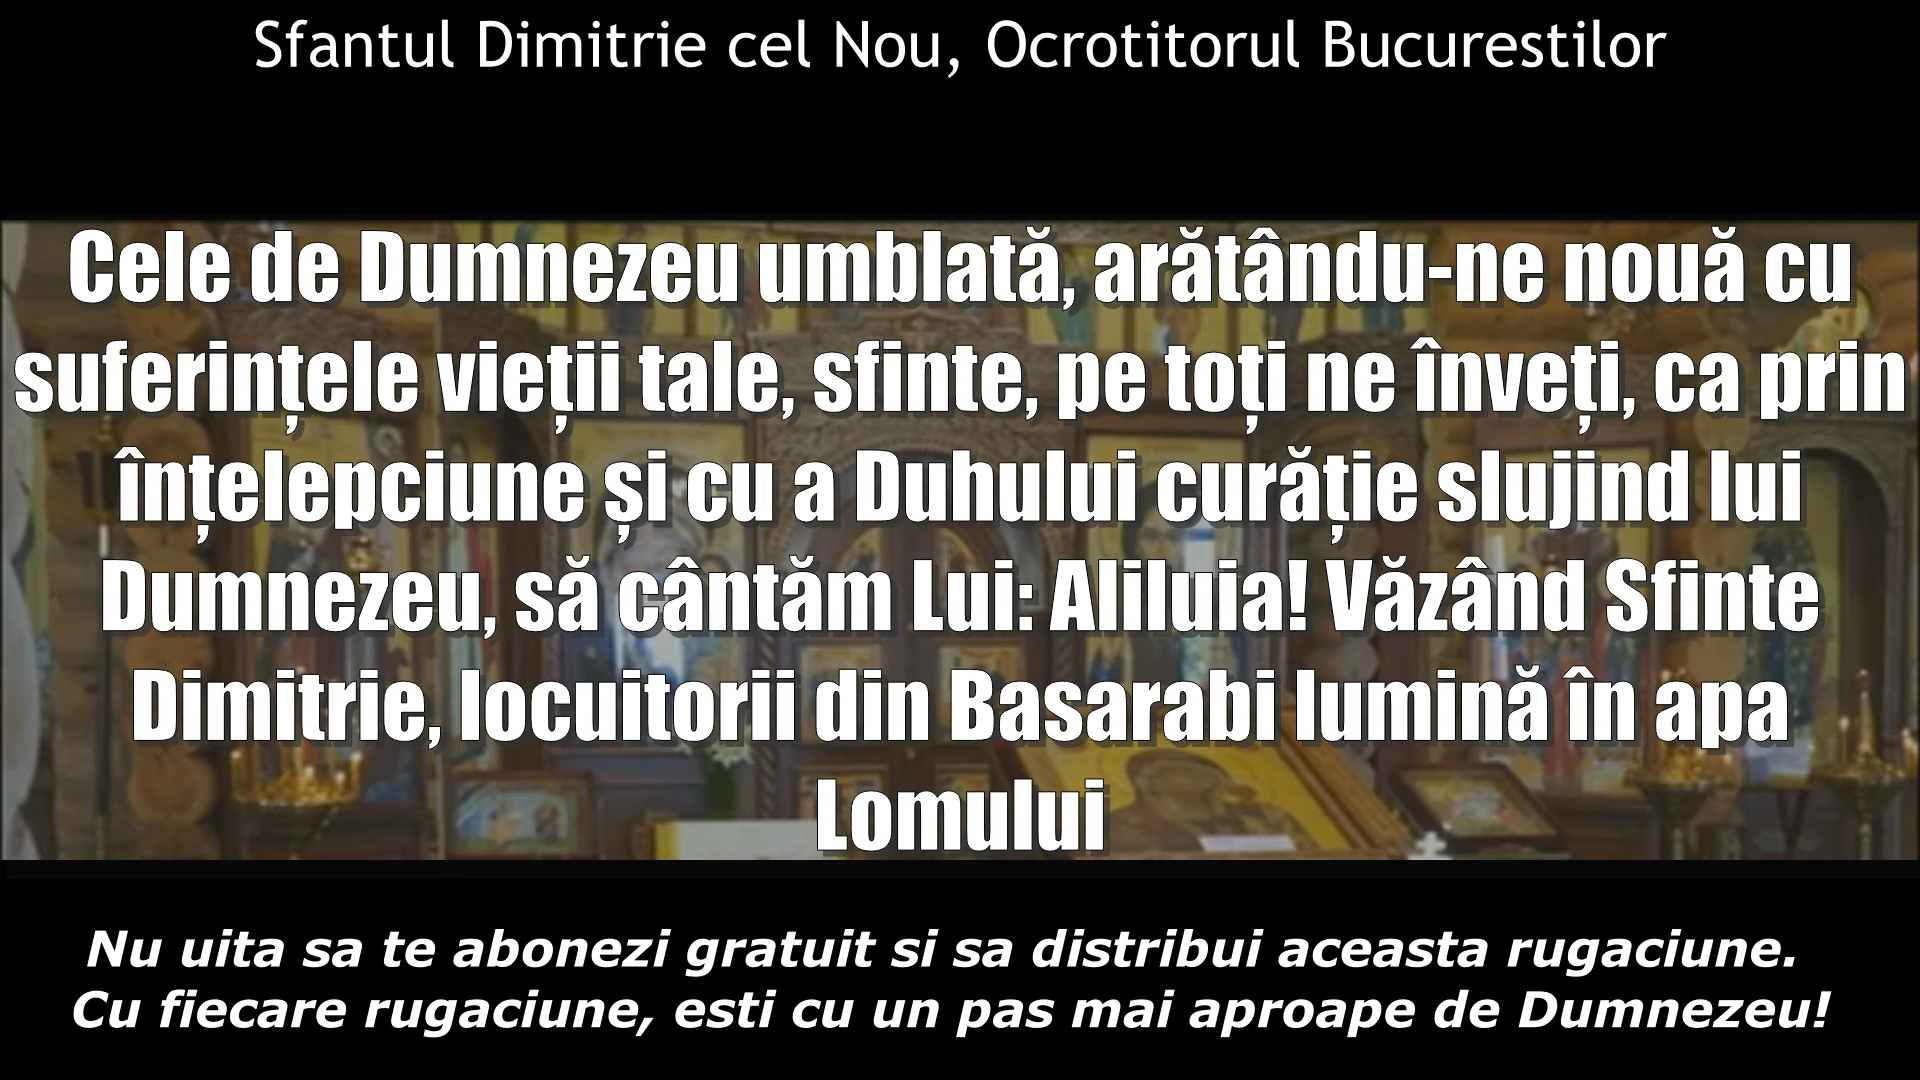 Sfantul Dimitrie cel Nou, Ocrotitorul Bucurestilor
Cele de Dumnezeu umblată, arătându-ne nouă cu
suferințele vieții tale, sfinte, pe toți ne înveți, ca prin
înțelepciune și cu a Duhului curăție slujind lui
Dumnezeu, să cântăm Lui: Aliluia! Văzând Sfinte
Dimitrie, locuitorii din Basarabi lumină în apa
Lomului
Nu uita sa te abonezi gratuit si sa distribui aceasta rugaciune.
Cu fiecare rugaciune, esti cu un pas mai aproape de Dumnezeu!